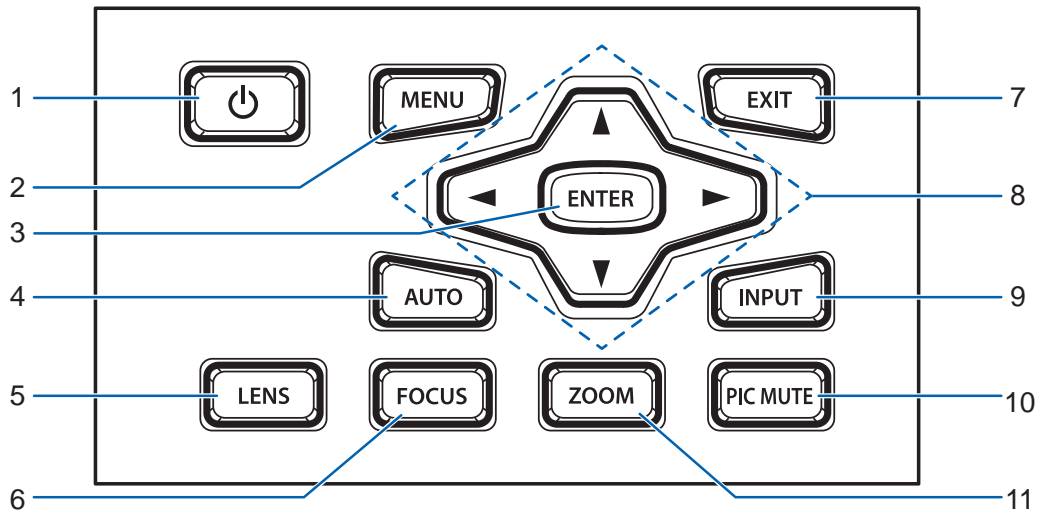 1
MENU
EXIT
7
2
8
ENTER
3
4
AUTO
INPUT
9
5
LENS
FOCUS
ZOOM
PIC MUTE
10
6
11